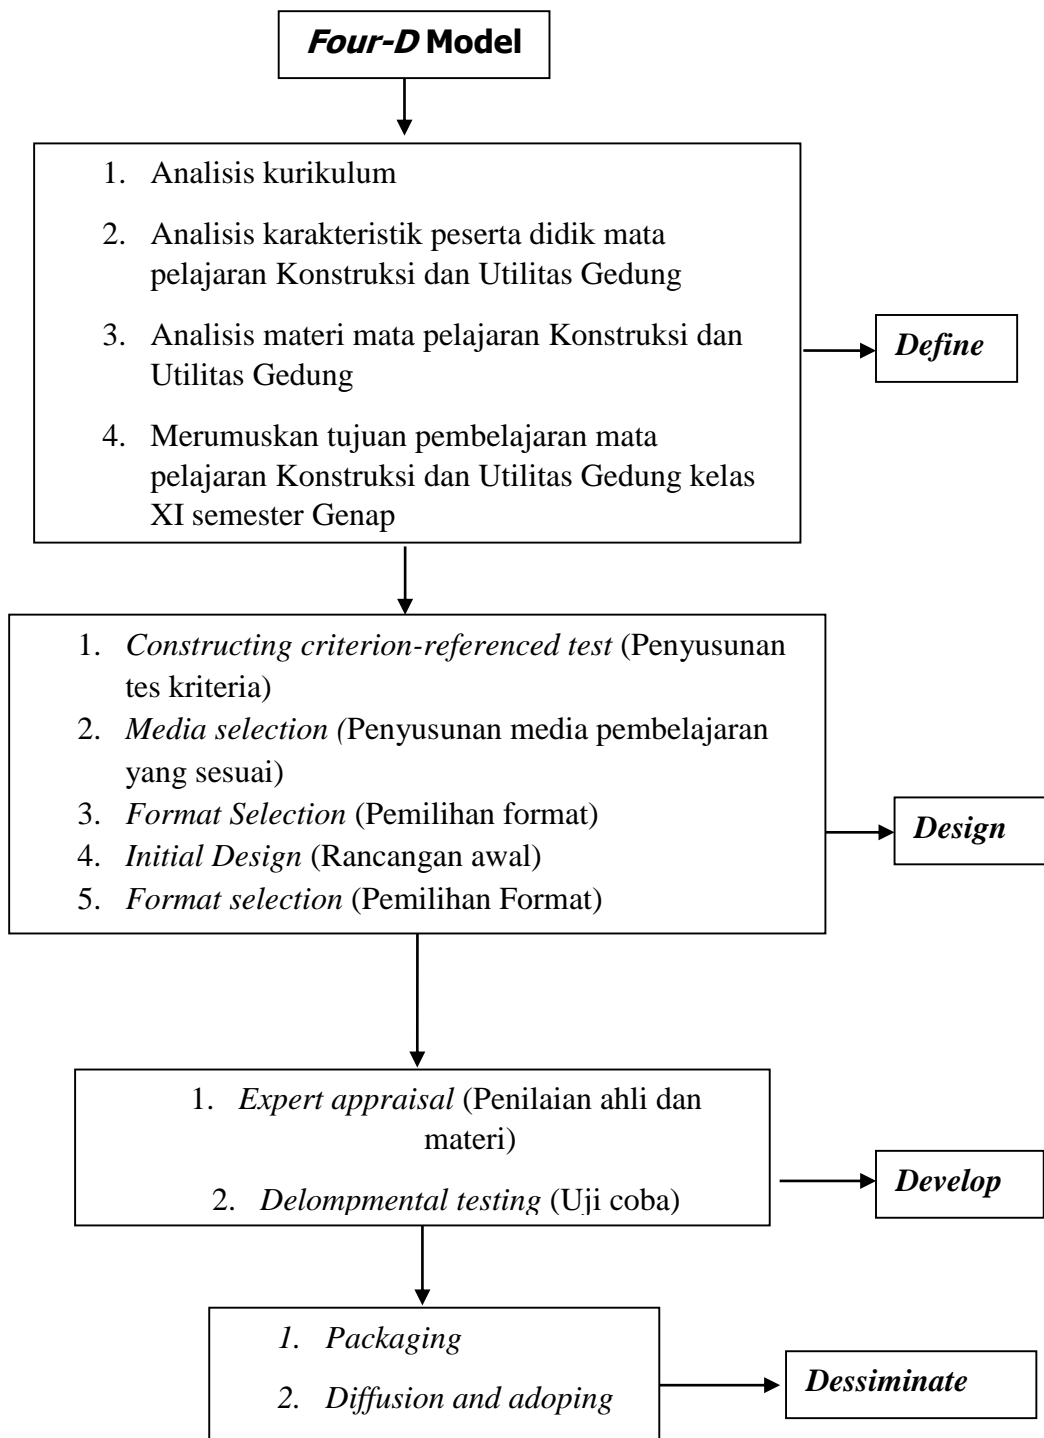 Four-D Model
1. Analisis kurikulum
2. Analisis karakteristik peserta didik mata
pelajaran Konstruksi dan Utilitas Gedung
3. Analisis materi mata pelajaran Konstruksi dan
Utilitas Gedung
4. Merumuskan tujuan pembelajaran mata
pelajaran Konstruksi dan Utilitas Gedung kelas
XI semester Genap
Define
1. Constructing criterion-referenced test (Penyusunan
tes kriteria)
2. Media selection (Penyusunan media pembelajaran
yang sesuai)
3. Format Selection (Pemilihan format)
4. Initial Design (Rancangan awal)
5. Format selection (Pemilihan Format)
Design
1. Expert appraisal (Penilaian ahli dan
materi)
2. Delompmental testing (Uji coba)
Develop
1. Packaging
2. Diffusion and adoping
Dessiminate